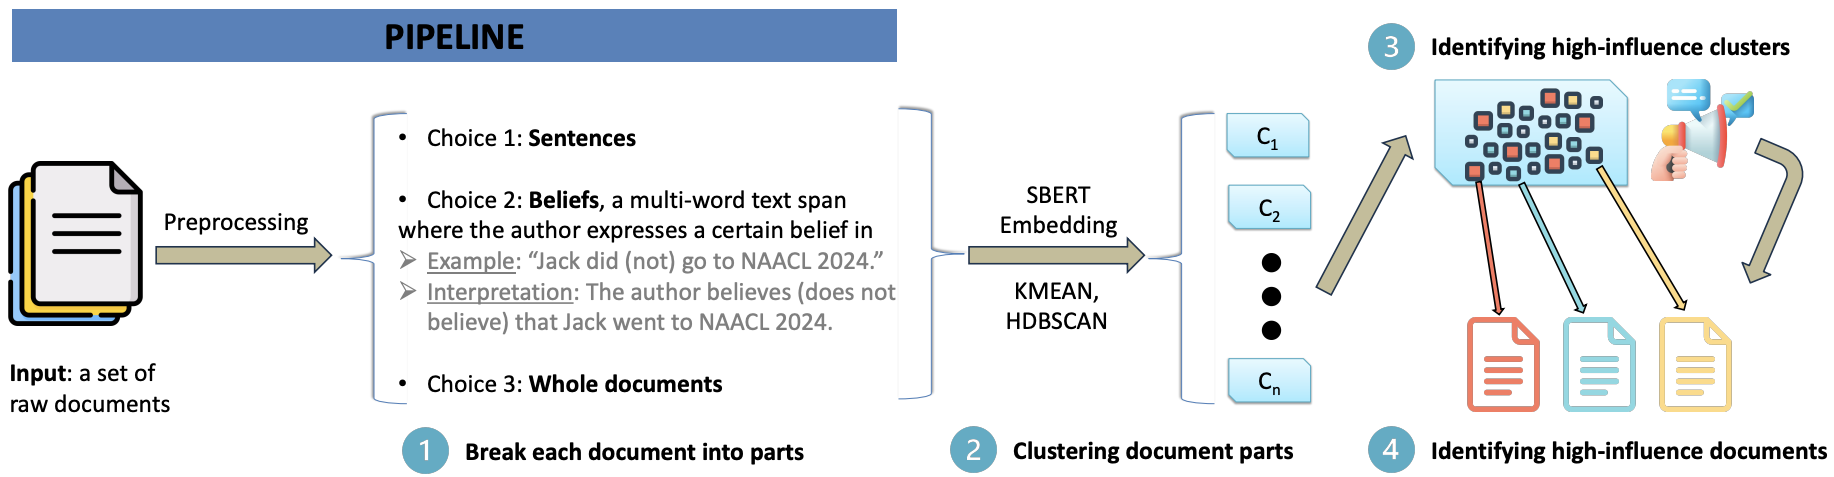 PIPELINE
Input: a set of
raw documents
Preprocessing
• Choice 1: Sentences
• Choice 2: Beliefs, a multi-word text span
where the author expresses a certain belief in
➢ Example: “Jack did (not) go to NAACL 2024.”
➢ Interpretation: The author believes (does not
believe) that Jack went to NAACL 2024.
• Choice 3: Whole documents
1 Break each document into parts
SBERT
Embedding
KMEAN,
HDBSCAN
C1
C2
Cn
2 Clustering document parts
3 Identifying high-influence clusters
4 Identifying high-influence documents